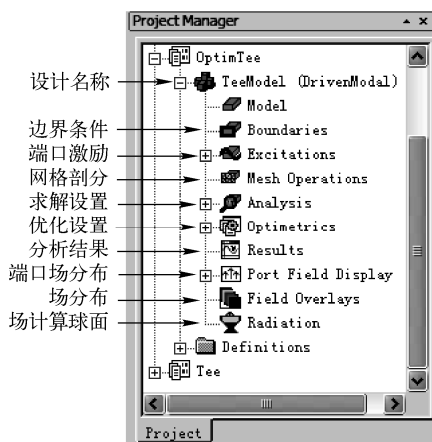 Project Manager
OptimTee
设计名称 TeeModel (DrivenModal)
Model
边界条件 Boundaries
端口激励 Excitations
网格剖分 Mesh Operations
求解设置 Analysis
优化设置 Optimetrics
分析结果 Results
端口场分布 Port Field Display
场分布 Field Overlays
场计算球面 Radiation
Definitions
Tee
Project